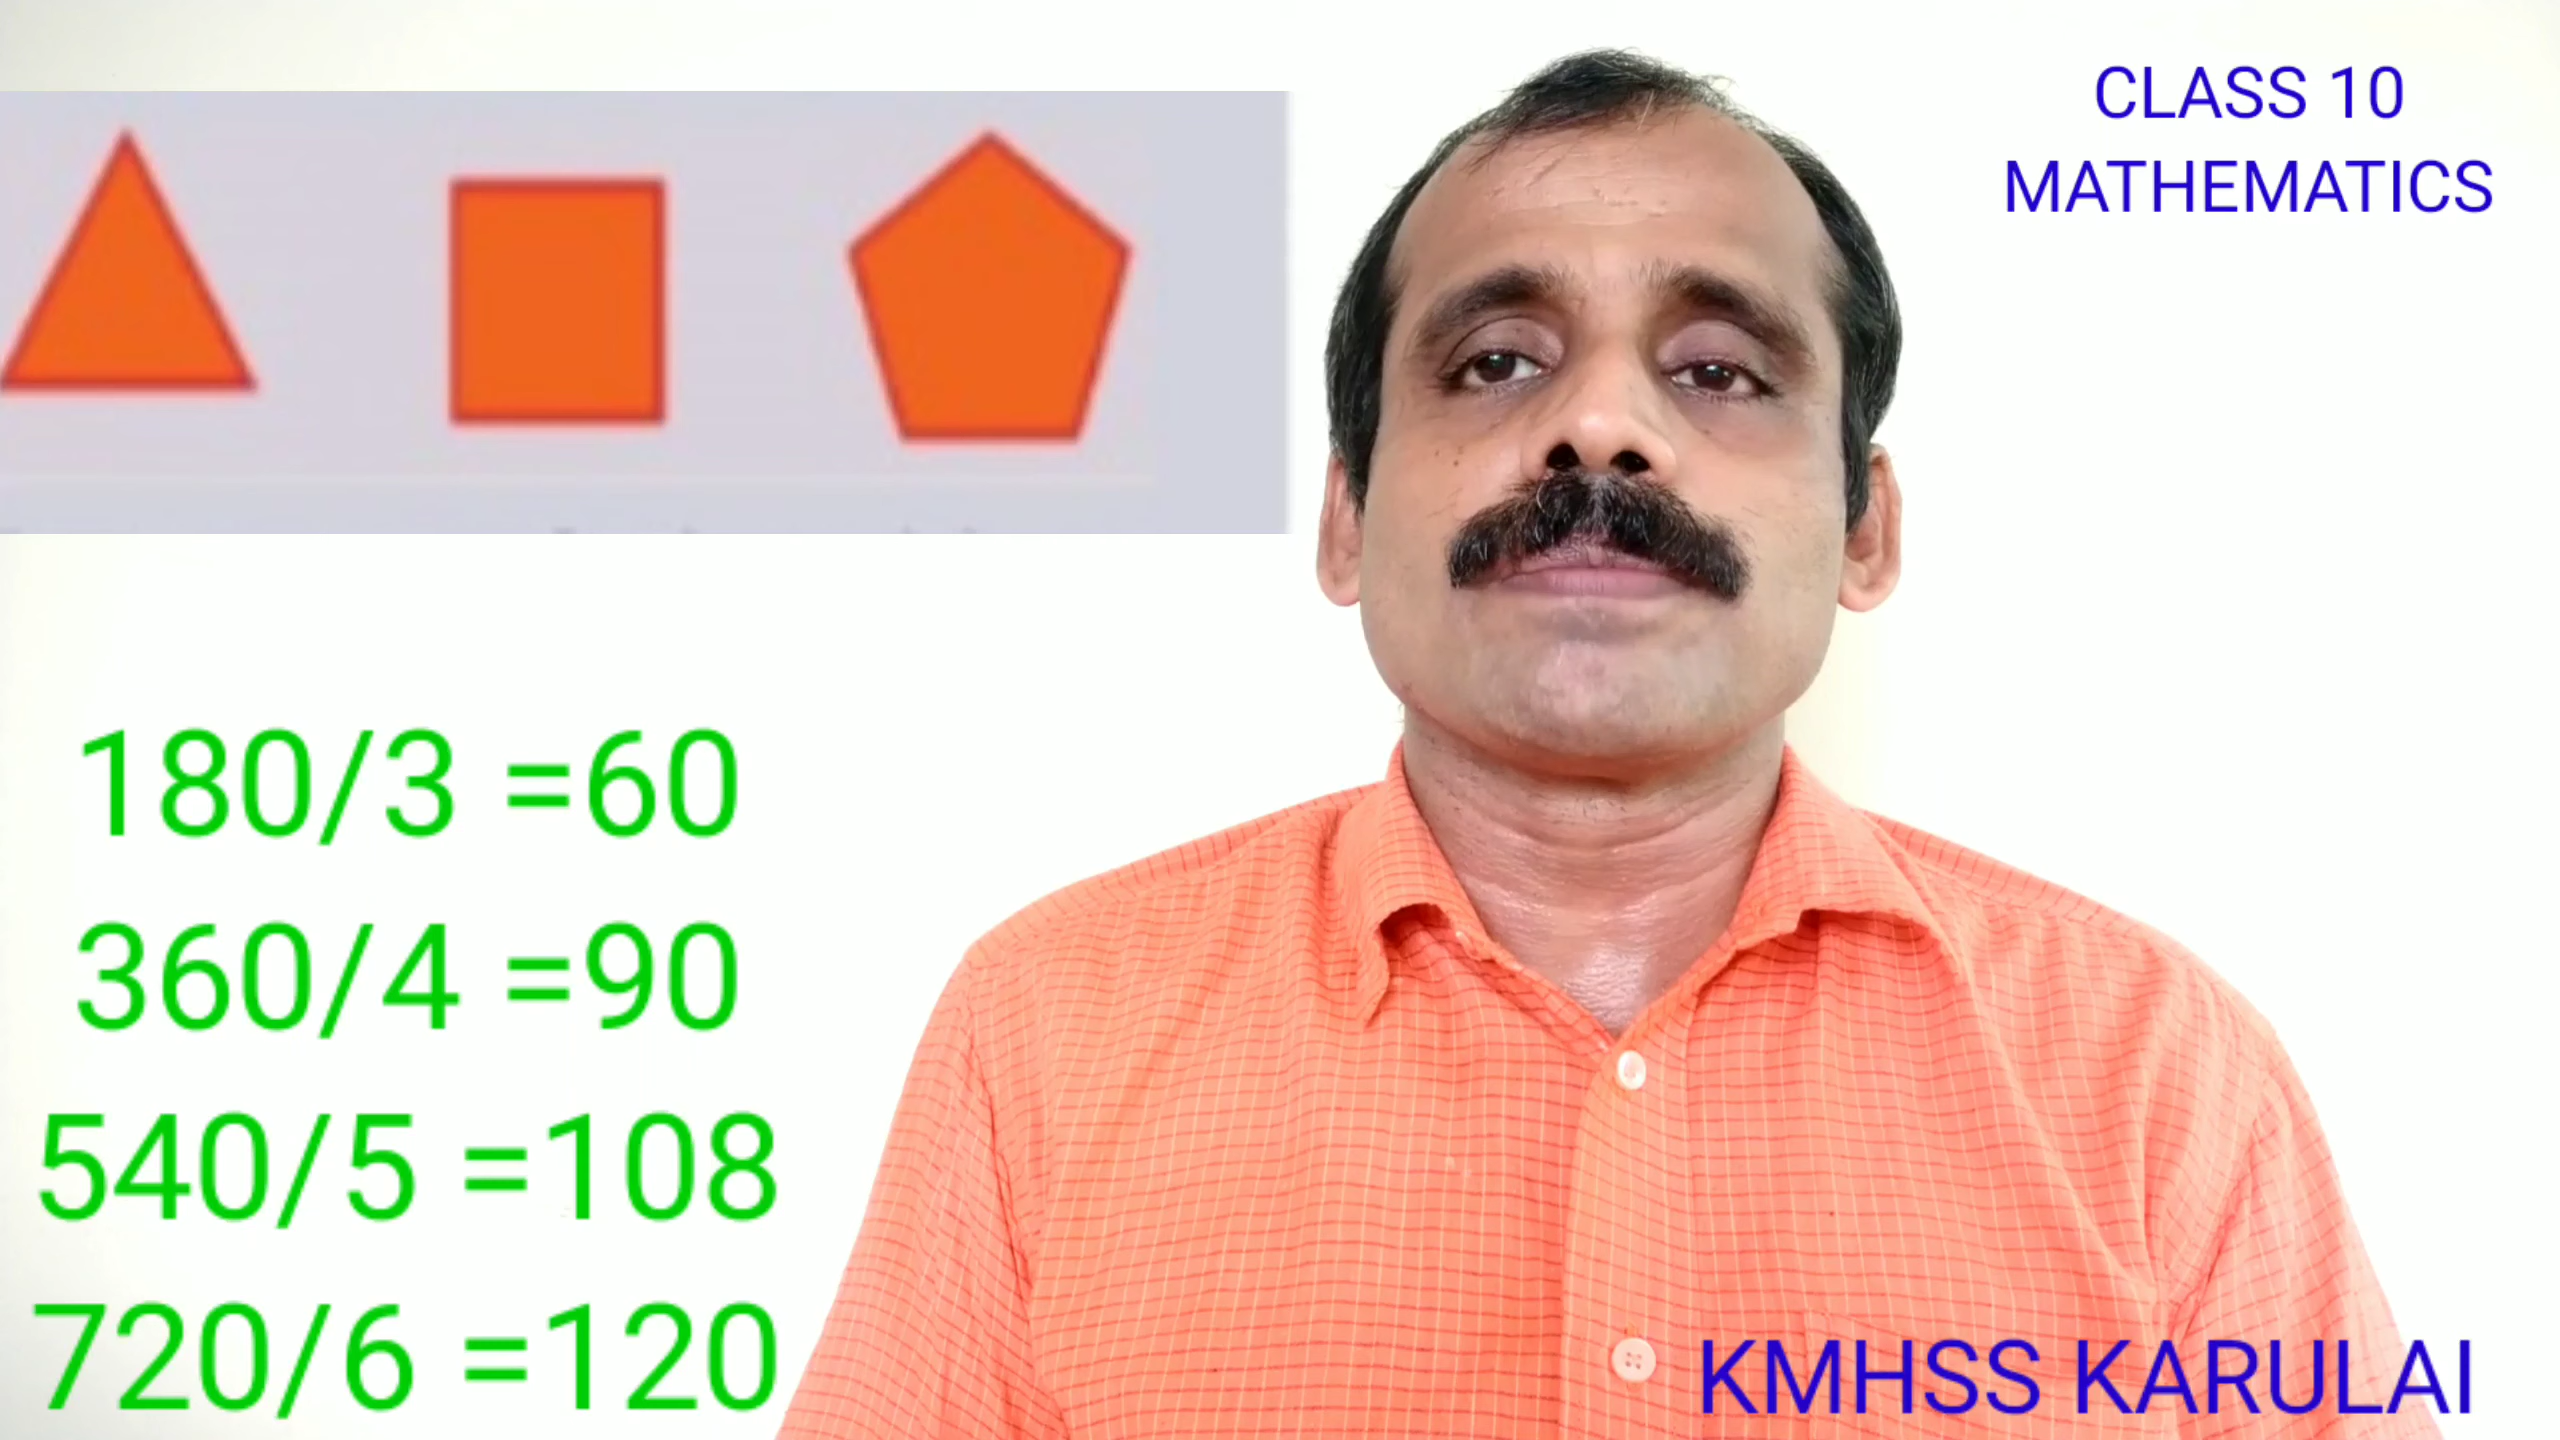 CLASS 10
MATHEMATICS
180/3 =60
360/4 =90
540/5 =108
720/6 =120
KMHSS KARULAI